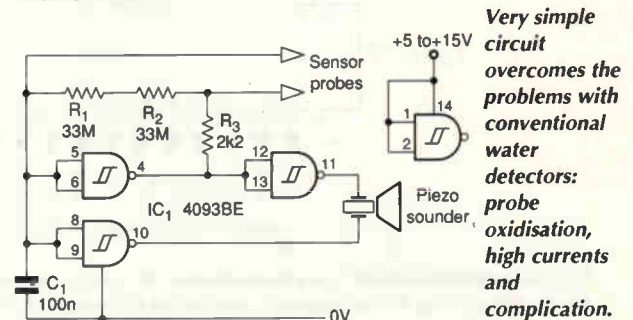 +5 to+15V
Sensor
probes
R1
33M
R2
33M
R3
2k2
1
2
14
5
6
4
12
13
11
IC1 4093BE
8
9
10
Piezo
sounder
C1
100n
0V
Very simple
circuit
overcomes the
problems with
conventional
water
detectors:
probe
oxidisation,
high currents
and
complication.